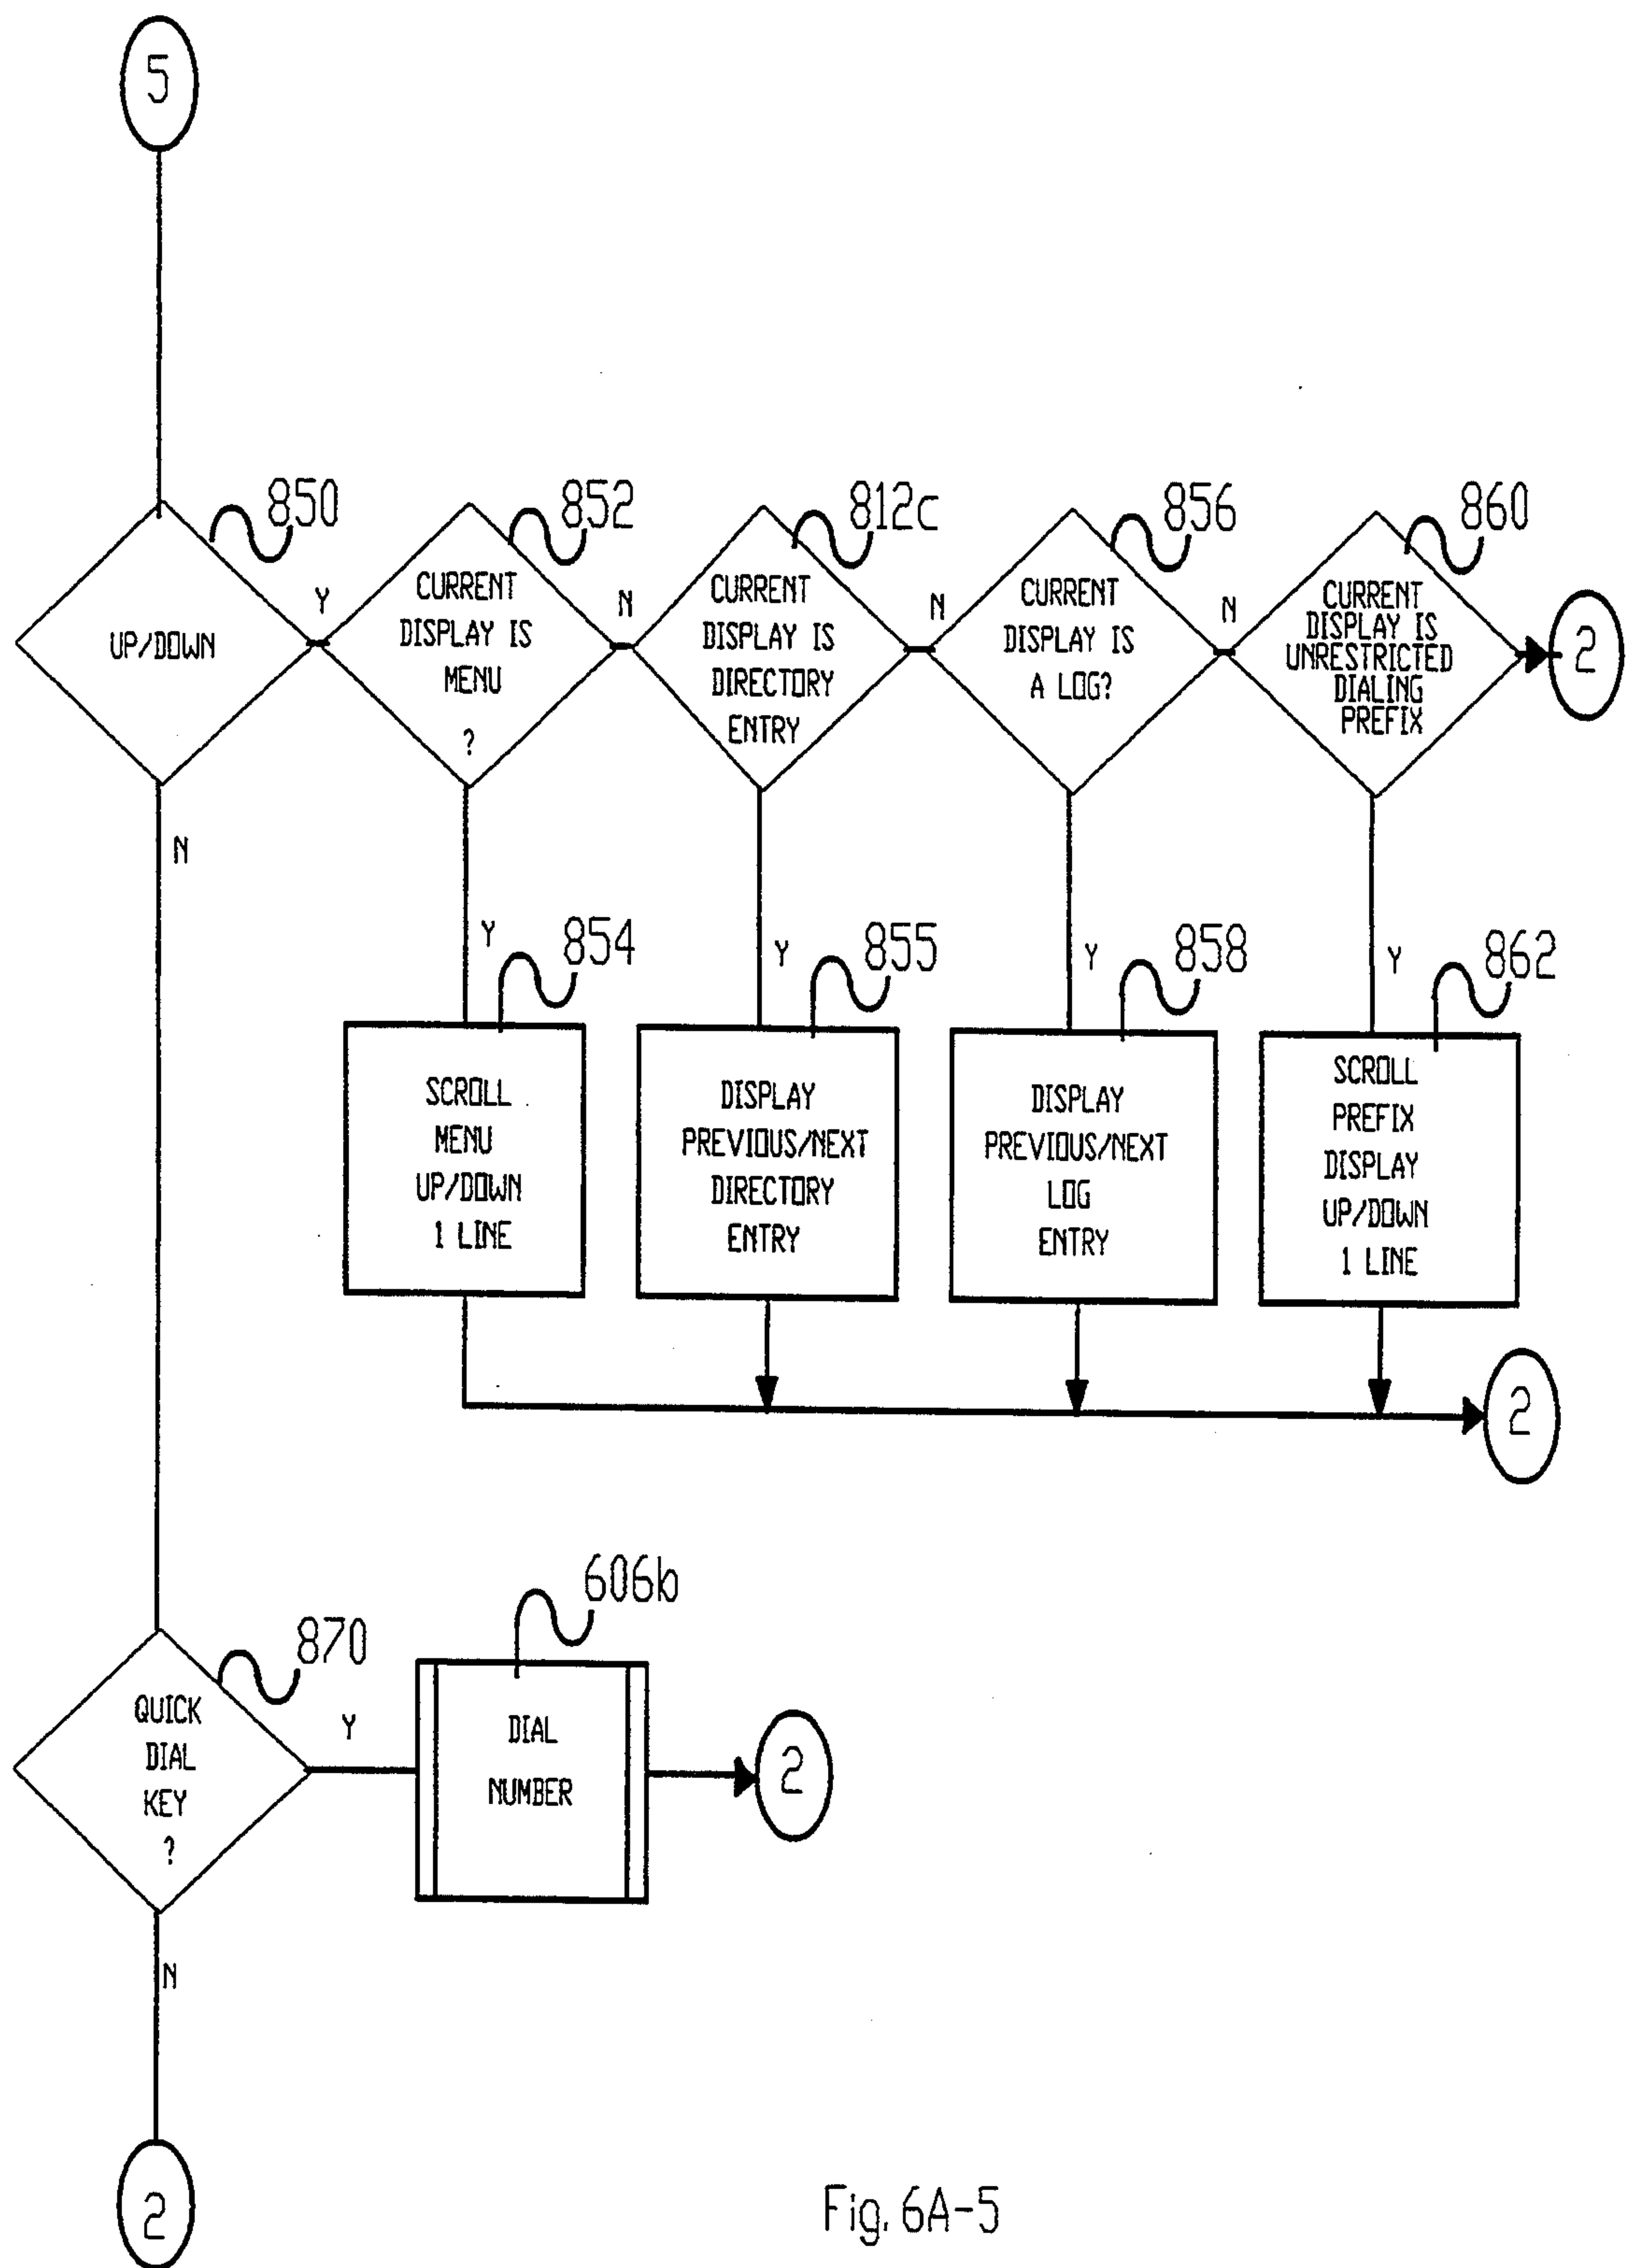 5
850
852
812c
856
860
UP/DOWN
Y
CURRENT
DISPLAY IS
MENU
?
N
CURRENT
DISPLAY IS
DIRECTORY
ENTRY
N
CURRENT
DISPLAY IS
A LOG?
N
CURRENT
DISPLAY IS
UNRESTRICTED
DIALING
PREFIX
2
N
Y
854
Y
855
Y
858
Y
862
SCROLL
MENU
UP/DOWN
1 LINE
DISPLAY
PREVIOUS/NEXT
DIRECTORY
ENTRY
DISPLAY
PREVIOUS/NEXT
LOG
ENTRY
SCROLL
PREFIX
DISPLAY
UP/DOWN
1 LINE
2
870
606b
QUICK
DIAL
KEY
?
Y
DIAL
NUMBER
2
N
2
Fig. 6A-5